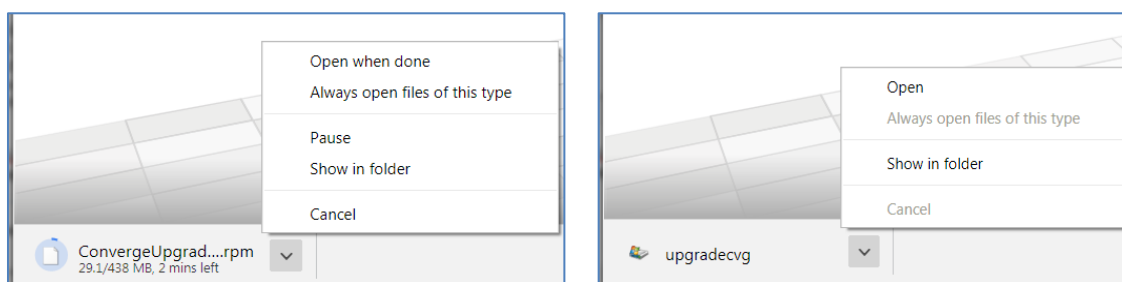 Open when done
Always open files of this type
Pause
Show in folder
Cancel
ConvergeUpgrad....rpm
29.1/438 MB, 2 mins left
Open
Always open files of this type
Show in folder
Cancel
upgradecvg